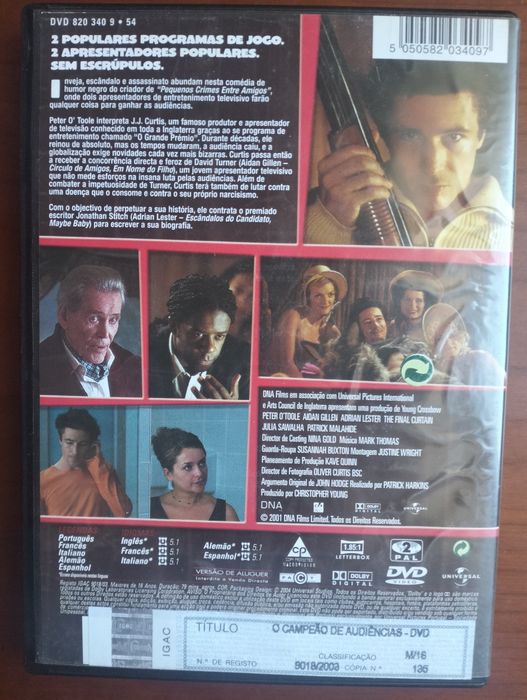 DVD 820 340 9 • 54
5 050582 034097
2 POPULARES PROGRAMAS DE JOGO.
2 APRESENTADORES POPULARES.
SEM ESCRÚPULOS.
Inveja, escândalo e assassinato abundam nesta comédia de
humor negro do criador de "Pequenos Crimes Entre Amigos",
onde dois apresentadores de entretenimento televisivo farão
qualquer coisa para ganhar as audiências.
Peter O' Toole interpreta J.J. Curtis, um famoso produtor e apresentador
de televisão conhecido em toda a Inglaterra graças ao se programa de
entretenimento chamado "O Grande Prémio". Durante décadas, ele
reinou de absoluto, mas os tempos mudaram, a audiência caiu, e a
globalização exige novidades cada vez mais bizarras. Curtis passa então
a receber a concorrência directa e feroz de David Turner (Aidan Gillen –
Circulo de Amigos, Em Nome do Filho), um jovem apresentador televisivo
que não mede esforços na insana luta pelas audiências. Além de
combater a impetuosidade de Turner, Curtis terá também de lutar contra
uma doença que o consome e contra o seu próprio narcisismo.
Com o objectivo de perpetuar a sua história, ele contrata o premiado
escritor Jonathan Stitch (Adrian Lester – Escândalos do Candidato,
Maybe Baby) para escrever a sua biografia.
DNA Films em associação com Universal Pictures International
e Arts Council de Inglaterra apresentam uma produção de Young Crossbow
PETER O'TOOLE AIDAN GILLEN ADRIAN LESTER THE FINAL CURTAIN
JULIA SAWALHA PATRICK MALAHIDE
Director de Casting NINA GOLD Música MARK THOMAS
Guarda-Roupa SUSANNAH BUXTON Montagem JUSTINE WRIGHT
Planeamento de Produção KAVE QUINN
Director de Fotografia OLIVER CURTIS BSC
Argumento Original de JOHN HODGE Realizado por PATRICK HARKINS
Produzido por CHRISTOPHER YOUNG
DNA
DOLBY DIGITAL
UNIVERSAL
© 2001 DNA Films Limited. Todos os Direitos Reservados.
LEGENDAS
Português
Francês
Italiano
Alemão
Espanhol
IDIOMAS
Inglês* 5.1
Francês* 5.1
Italiano* 5.1
Alemão* 5.1
Espanhol* 5.1
VERSÃO DE ALUGUER
Interdita a Venda Directa
CP
1.85:1
LETTERBOX
2
PAL
DOLBY
DIGITAL
DVD
VIDEO
UNIVERSAL
IGAC
TÍTULO
O CAMPEÃO DE AUDIÊNCIAS - DVD
CLASSIFICAÇÃO
M/16
N.º DE REGISTO
9018/2003
CÓPIA N.º
135